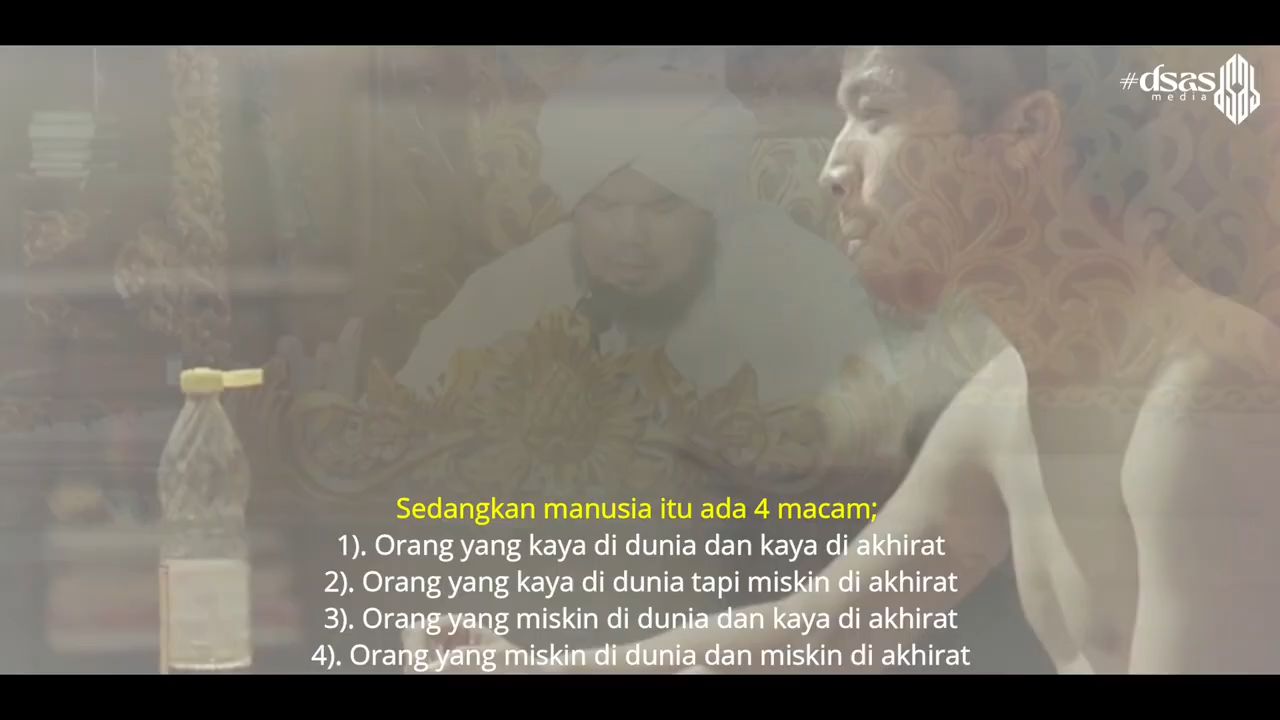 #dsas
media
Sedangkan manusia itu ada 4 macam;
1). Orang yang kaya di dunia dan kaya di akhirat
2). Orang yang kaya di dunia tapi miskin di akhirat
3). Orang yang miskin di dunia dan kaya di akhirat
4). Orang yang miskin di dunia dan miskin di akhirat